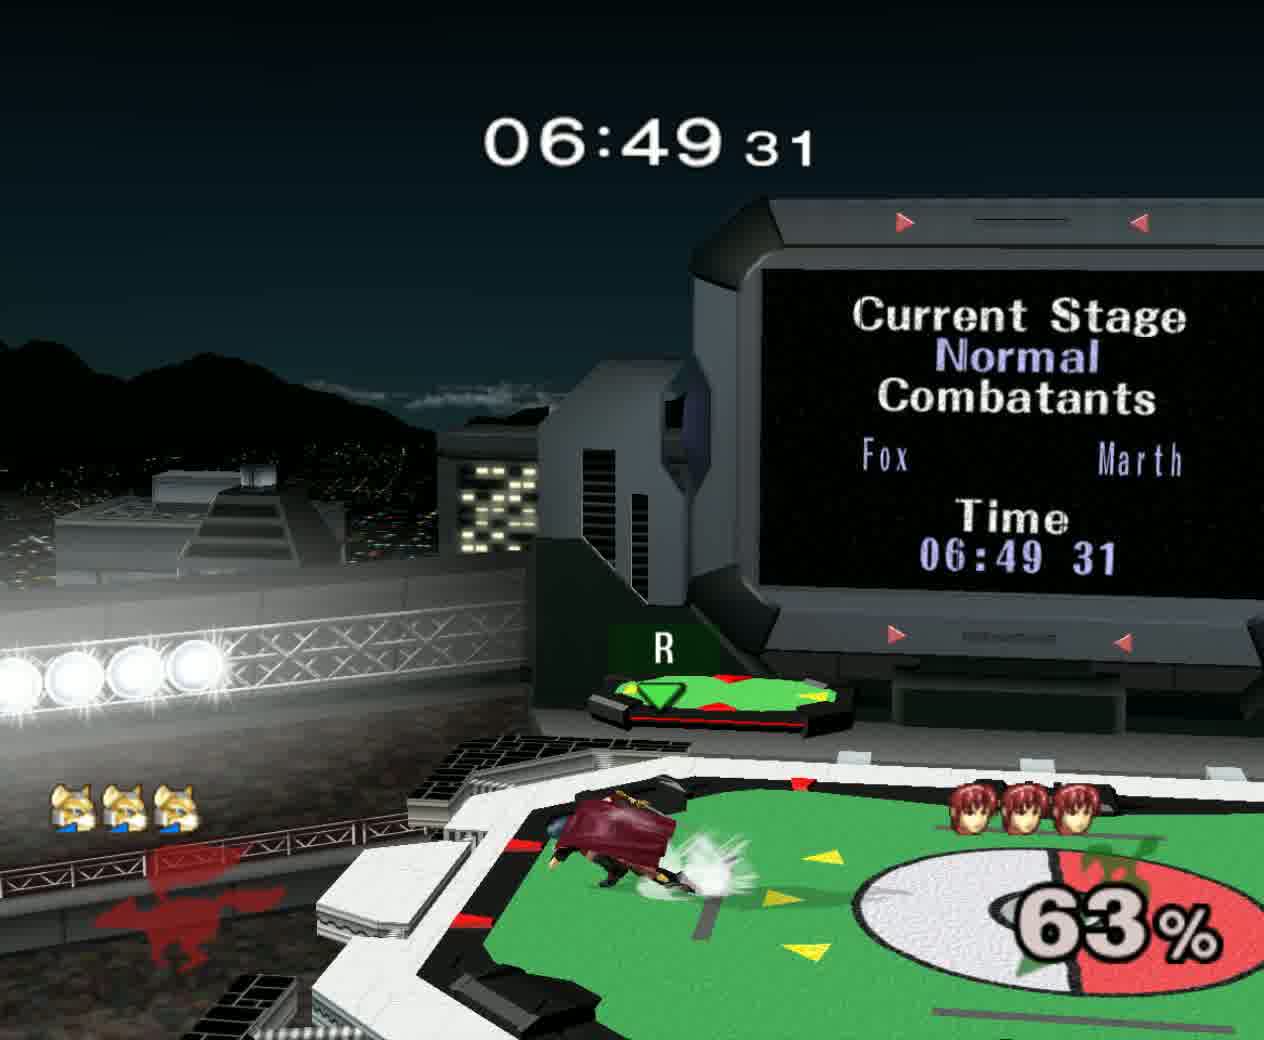 06:49 31
Current Stage
Normal
Combatants
Fox Marth
Time
06:49 31
R
63%